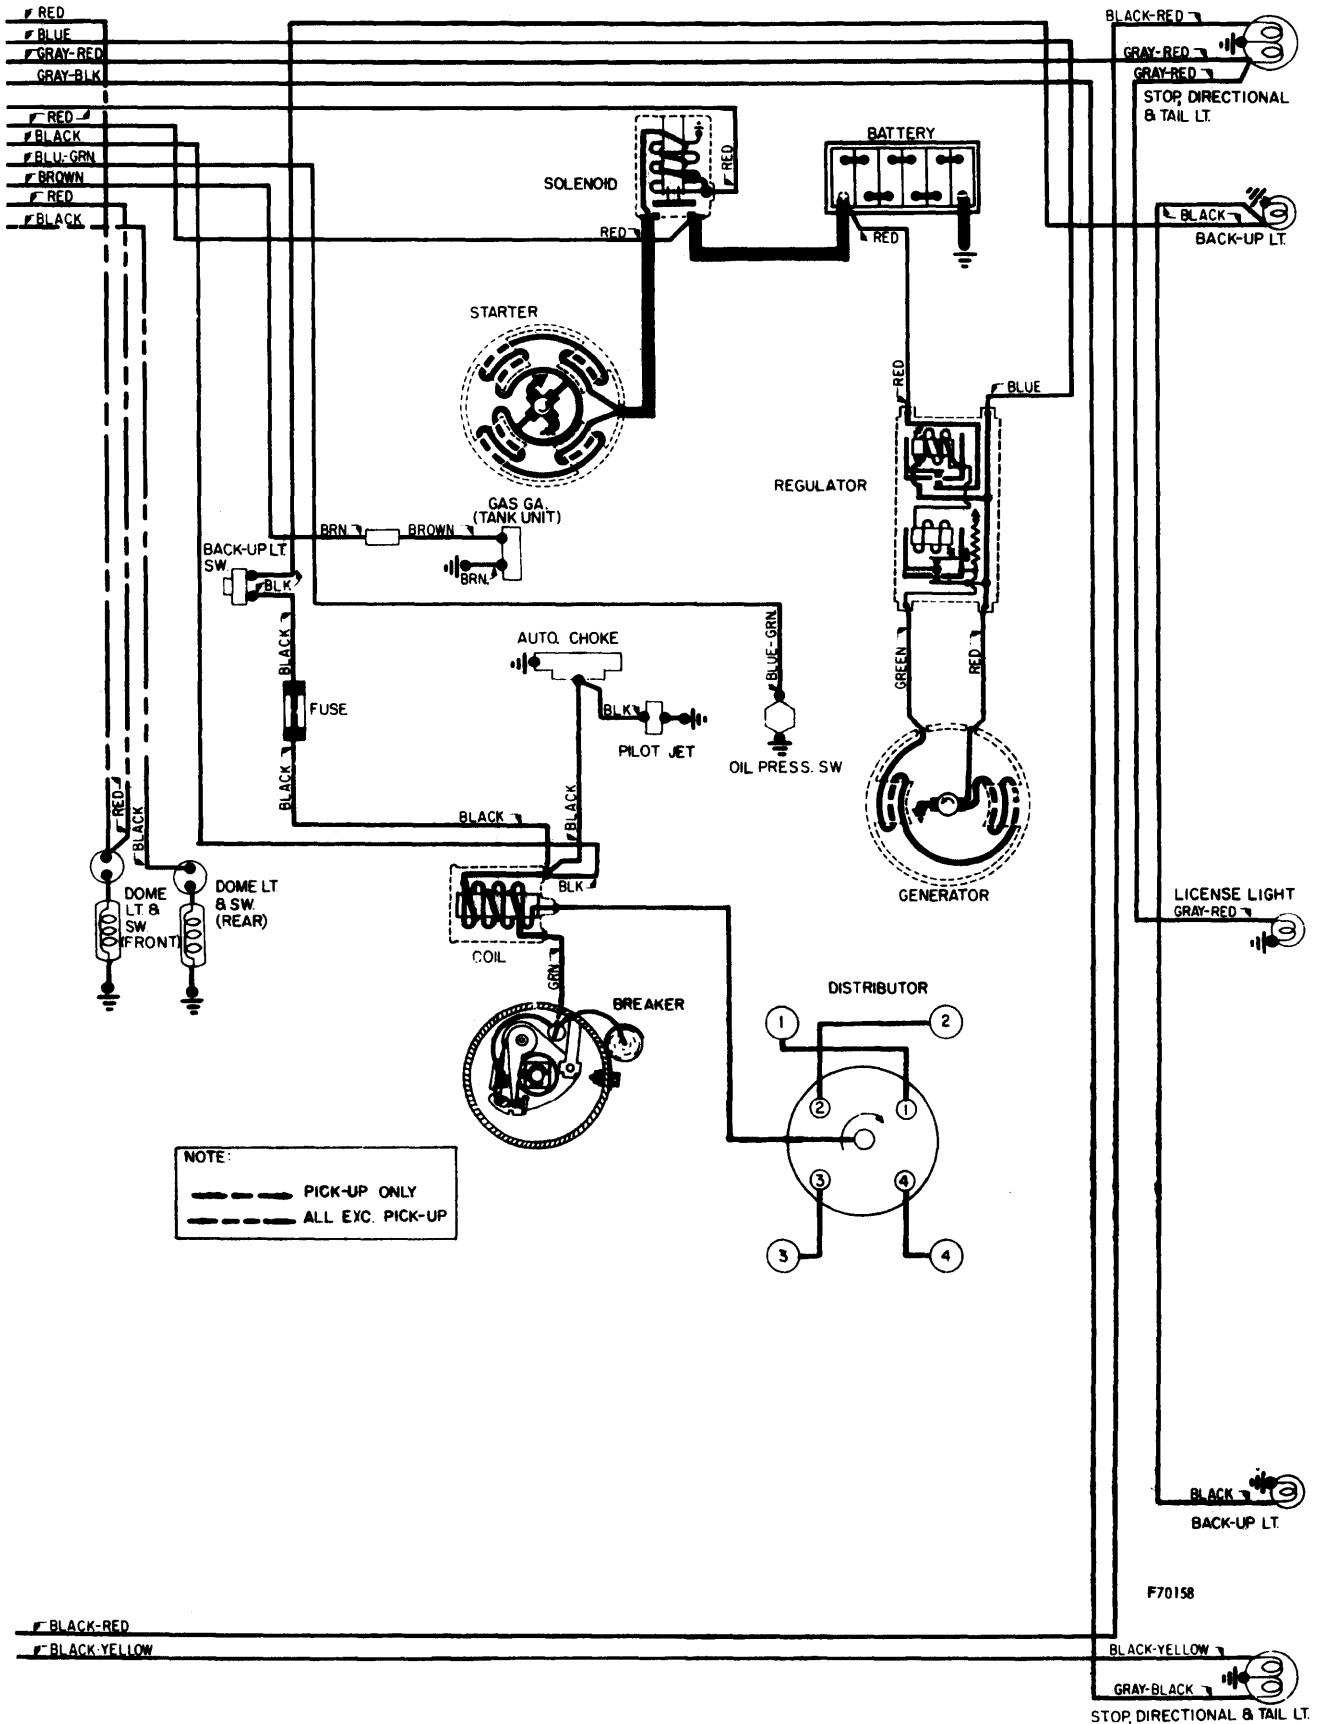 RED
BLUE
GRAY-RED
GRAY-BLK
RED
BLACK
BLU.-GRN.
BROWN
RED
BLACK
BLACK-RED
GRAY-RED
GRAY-RED
STOP, DIRECTIONAL
& TAIL LT.
BATTERY
RED
SOLENOID
RED
RED
BLACK
BACK-UP LT.
STARTER
RED
BLUE
REGULATOR
GAS GA.
(TANK UNIT)
BRN.
BROWN
BRN.
BACK-UP LT.
SW.
BLK
BLACK
AUTO. CHOKE
BLUE-GRN.
GREEN
RED
FUSE
BLK
PILOT JET
OIL PRESS. SW
BLACK
BLACK
BLACK
RED
BLACK
BLK
GENERATOR
DOME
LT. &
SW.
(FRONT)
DOME LT
& SW.
(REAR)
LICENSE LIGHT
GRAY-RED
COIL
GRN
BREAKER
DISTRIBUTOR
1
2
2
1
3
4
3
4
NOTE:
PICK-UP ONLY
ALL EXC. PICK-UP
BLACK
BACK-UP LT.
F70158
BLACK-RED
BLACK-YELLOW
BLACK-YELLOW
GRAY-BLACK
STOP, DIRECTIONAL & TAIL LT.